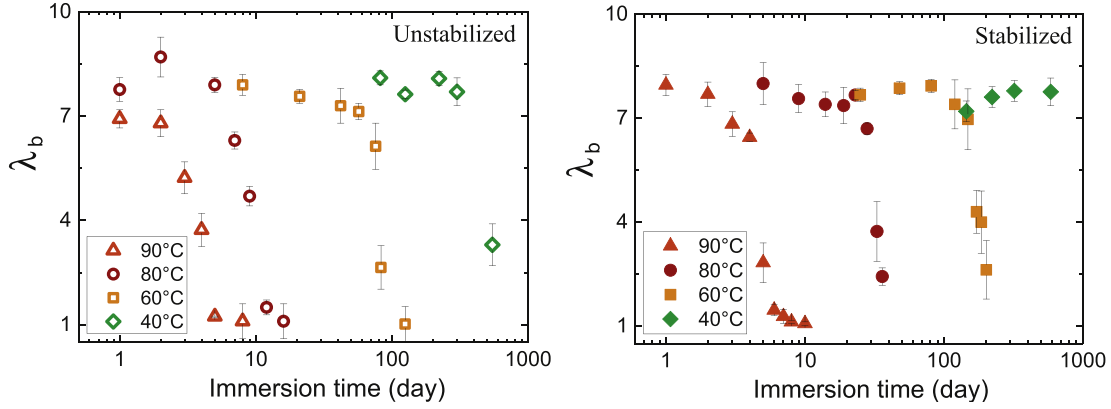 10
7
4
1
λb
Unstabilized
90°C
80°C
60°C
40°C
1
10
100
1000
Immersion time (day)
10
7
4
1
λb
Stabilized
90°C
80°C
60°C
40°C
1
10
100
1000
Immersion time (day)